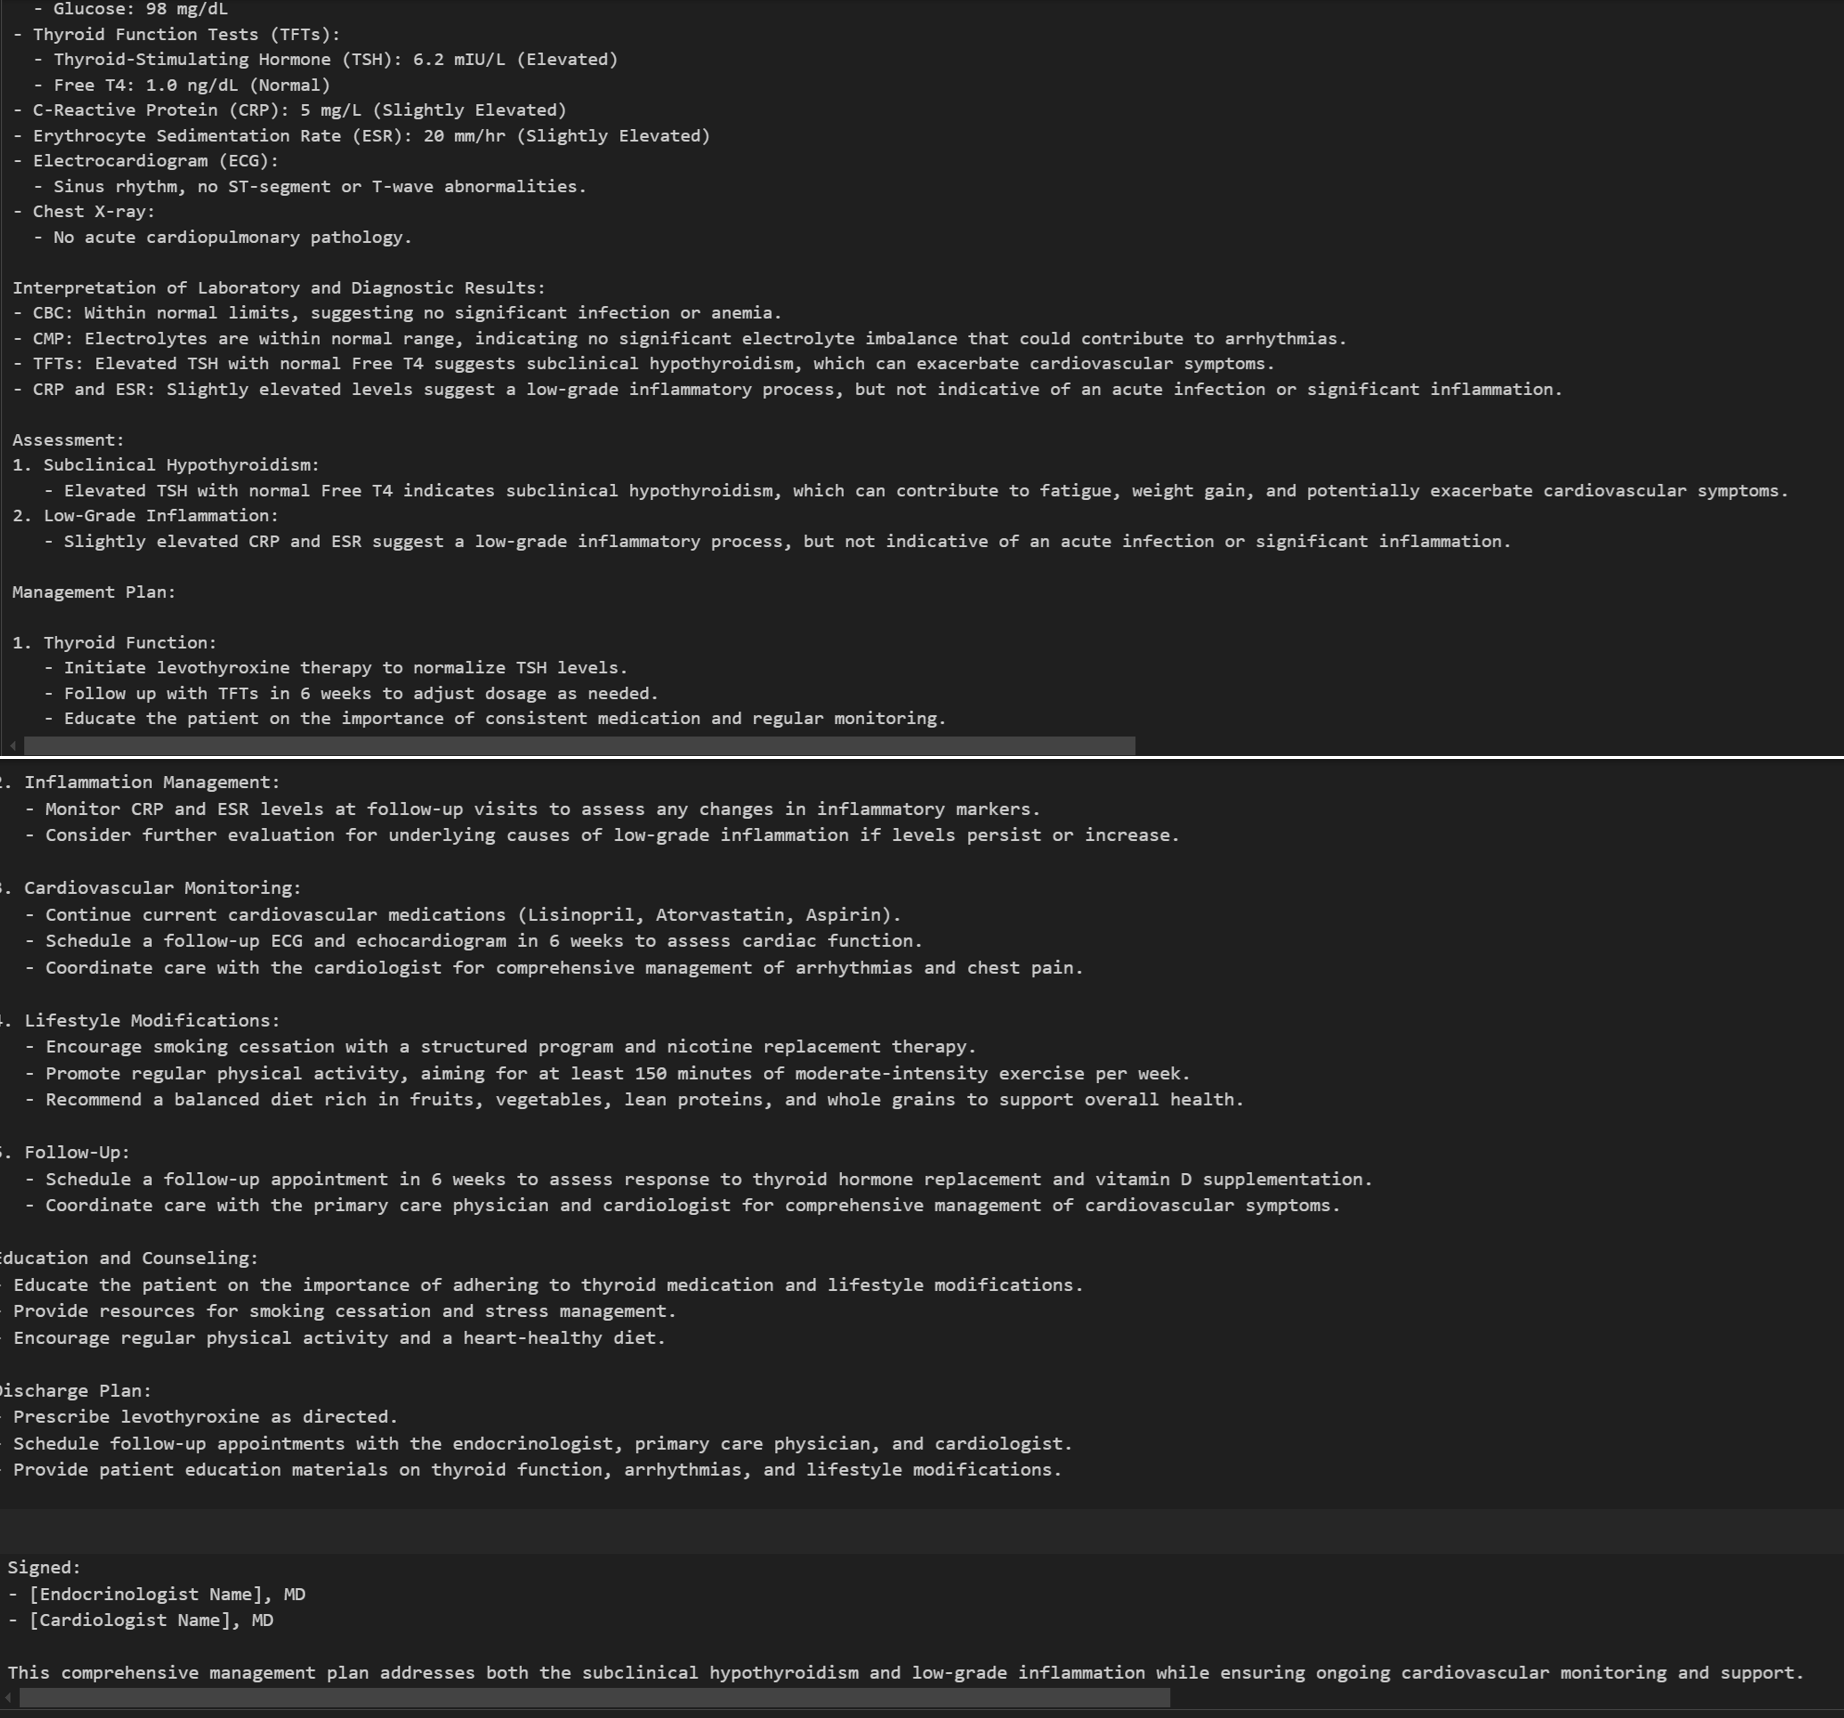 - Glucose: 98 mg/dL
- Thyroid Function Tests (TFTs):
- Thyroid-Stimulating Hormone (TSH): 6.2 mIU/L (Elevated)
- Free T4: 1.0 ng/dL (Normal)
- C-Reactive Protein (CRP): 5 mg/L (Slightly Elevated)
- Erythrocyte Sedimentation Rate (ESR): 20 mm/hr (Slightly Elevated)
- Electrocardiogram (ECG):
- Sinus rhythm, no ST-segment or T-wave abnormalities.
- Chest X-ray:
- No acute cardiopulmonary pathology.
Interpretation of Laboratory and Diagnostic Results:
- CBC: Within normal limits, suggesting no significant infection or anemia.
- CMP: Electrolytes are within normal range, indicating no significant electrolyte imbalance that could contribute to arrhythmias.
- TFTs: Elevated TSH with normal Free T4 suggests subclinical hypothyroidism, which can exacerbate cardiovascular symptoms.
- CRP and ESR: Slightly elevated levels suggest a low-grade inflammatory process, but not indicative of an acute infection or significant inflammation.
Assessment:
1. Subclinical Hypothyroidism:
- Elevated TSH with normal Free T4 indicates subclinical hypothyroidism, which can contribute to fatigue, weight gain, and potentially exacerbate cardiovascular symptoms.
2. Low-Grade Inflammation:
- Slightly elevated CRP and ESR suggest a low-grade inflammatory process, but not indicative of an acute infection or significant inflammation.
Management Plan:
1. Thyroid Function:
- Initiate levothyroxine therapy to normalize TSH levels.
- Follow up with TFTs in 6 weeks to adjust dosage as needed.
- Educate the patient on the importance of consistent medication and regular monitoring.
2. Inflammation Management:
- Monitor CRP and ESR levels at follow-up visits to assess any changes in inflammatory markers.
- Consider further evaluation for underlying causes of low-grade inflammation if levels persist or increase.
3. Cardiovascular Monitoring:
- Continue current cardiovascular medications (Lisinopril, Atorvastatin, Aspirin).
- Schedule a follow-up ECG and echocardiogram in 6 weeks to assess cardiac function.
- Coordinate care with the cardiologist for comprehensive management of arrhythmias and chest pain.
4. Lifestyle Modifications:
- Encourage smoking cessation with a structured program and nicotine replacement therapy.
- Promote regular physical activity, aiming for at least 150 minutes of moderate-intensity exercise per week.
- Recommend a balanced diet rich in fruits, vegetables, lean proteins, and whole grains to support overall health.
5. Follow-Up:
- Schedule a follow-up appointment in 6 weeks to assess response to thyroid hormone replacement and vitamin D supplementation.
- Coordinate care with the primary care physician and cardiologist for comprehensive management of cardiovascular symptoms.
Education and Counseling:
- Educate the patient on the importance of adhering to thyroid medication and lifestyle modifications.
- Provide resources for smoking cessation and stress management.
- Encourage regular physical activity and a heart-healthy diet.
Discharge Plan:
- Prescribe levothyroxine as directed.
- Schedule follow-up appointments with the endocrinologist, primary care physician, and cardiologist.
- Provide patient education materials on thyroid function, arrhythmias, and lifestyle modifications.
Signed:
- [Endocrinologist Name], MD
- [Cardiologist Name], MD
This comprehensive management plan addresses both the subclinical hypothyroidism and low-grade inflammation while ensuring ongoing cardiovascular monitoring and support.